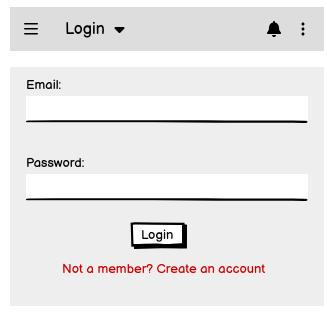 Login
Email:
Password:
Login
Not a member? Create an account